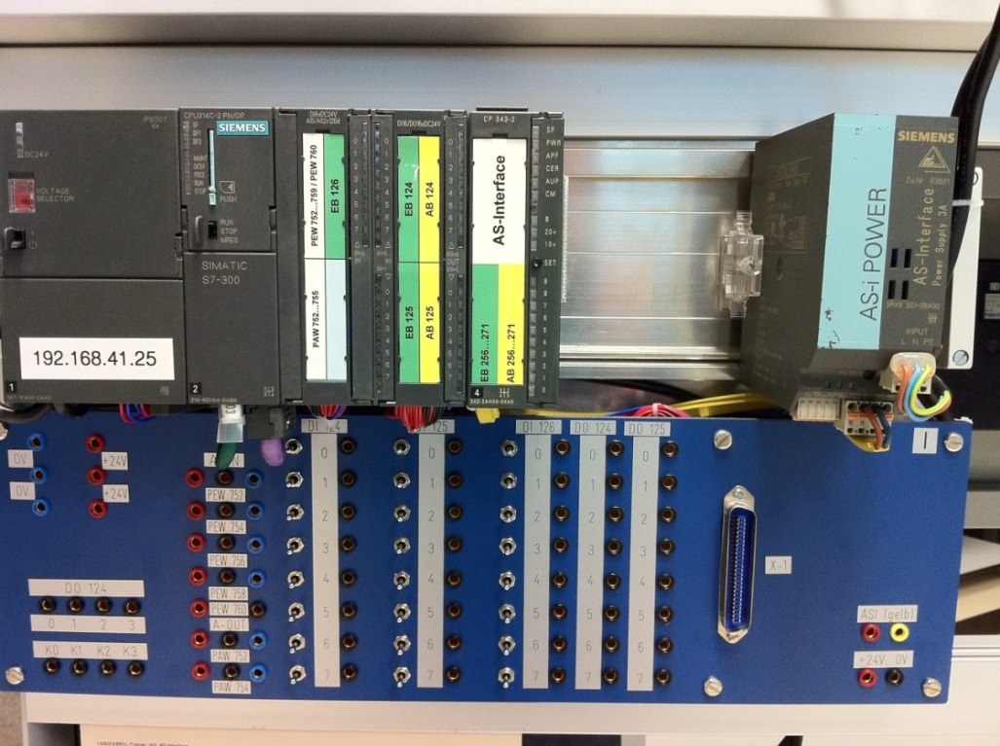 PS307
5A
DC24V
VOLTAGE
SELECTOR
192.168.41.25
1
CPU314C-2 PN/DP
SIEMENS
SF
BF1
BF2
MAINT
DC5V
FRCE
RUN
STOP
PUSH
RUN
STOP
MRES
SIMATIC
S7-300
2
X2
3
PEW 752...759 / PEW 760
EB 126
PAW 752...755
DI16/DO16xDC24V
EB 124
AB 124
EB 125
AB 125
CP 343-2
AS-Interface
EB 256...271
AB 256...271
4
SF
PWR
APF
CER
AUP
CM
B
20+
10+
SET
AS-i POWER
SIEMENS
AS-Interface
Power Supply 3A
INPUT
L N PE
0V
+24V
0V
+24V
DO 124
0 1 2 3
K0 K1 K2 K3
PEW 752
PEW 754
PEW 756
PEW 758
PEW 760
A-OUT
PAW 752
PAW 754
DI 124
0
1
2
3
4
5
6
7
125
0
1
2
3
4
5
6
7
DI 126
0
1
2
3
4
5
6
7
DO 124
0
1
2
3
4
5
6
7
DO 125
0
1
2
3
4
5
6
7
X-1
I
ASI (gelb)
+24V 0V